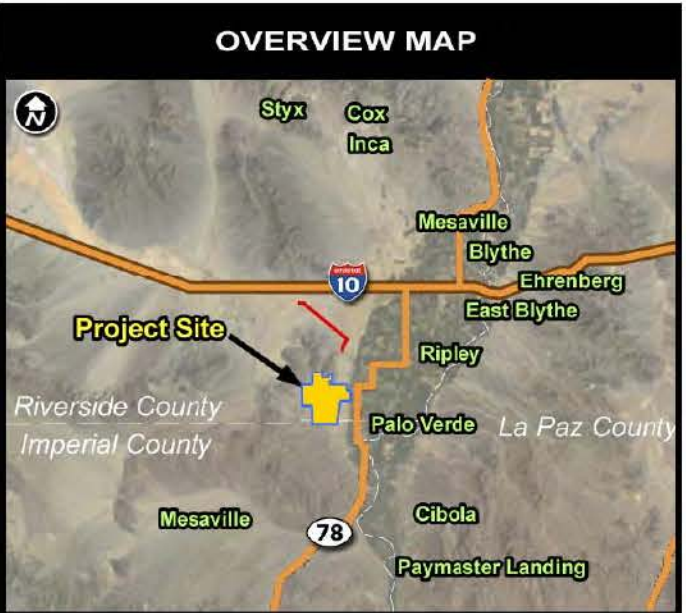 OVERVIEW MAP
N
Styx
Cox
Inca
Mesaville
Blythe
10
Ehrenberg
East Blythe
Project Site
Ripley
Riverside County
Palo Verde
La Paz County
Imperial County
Mesaville
Cibola
78
Paymaster Landing